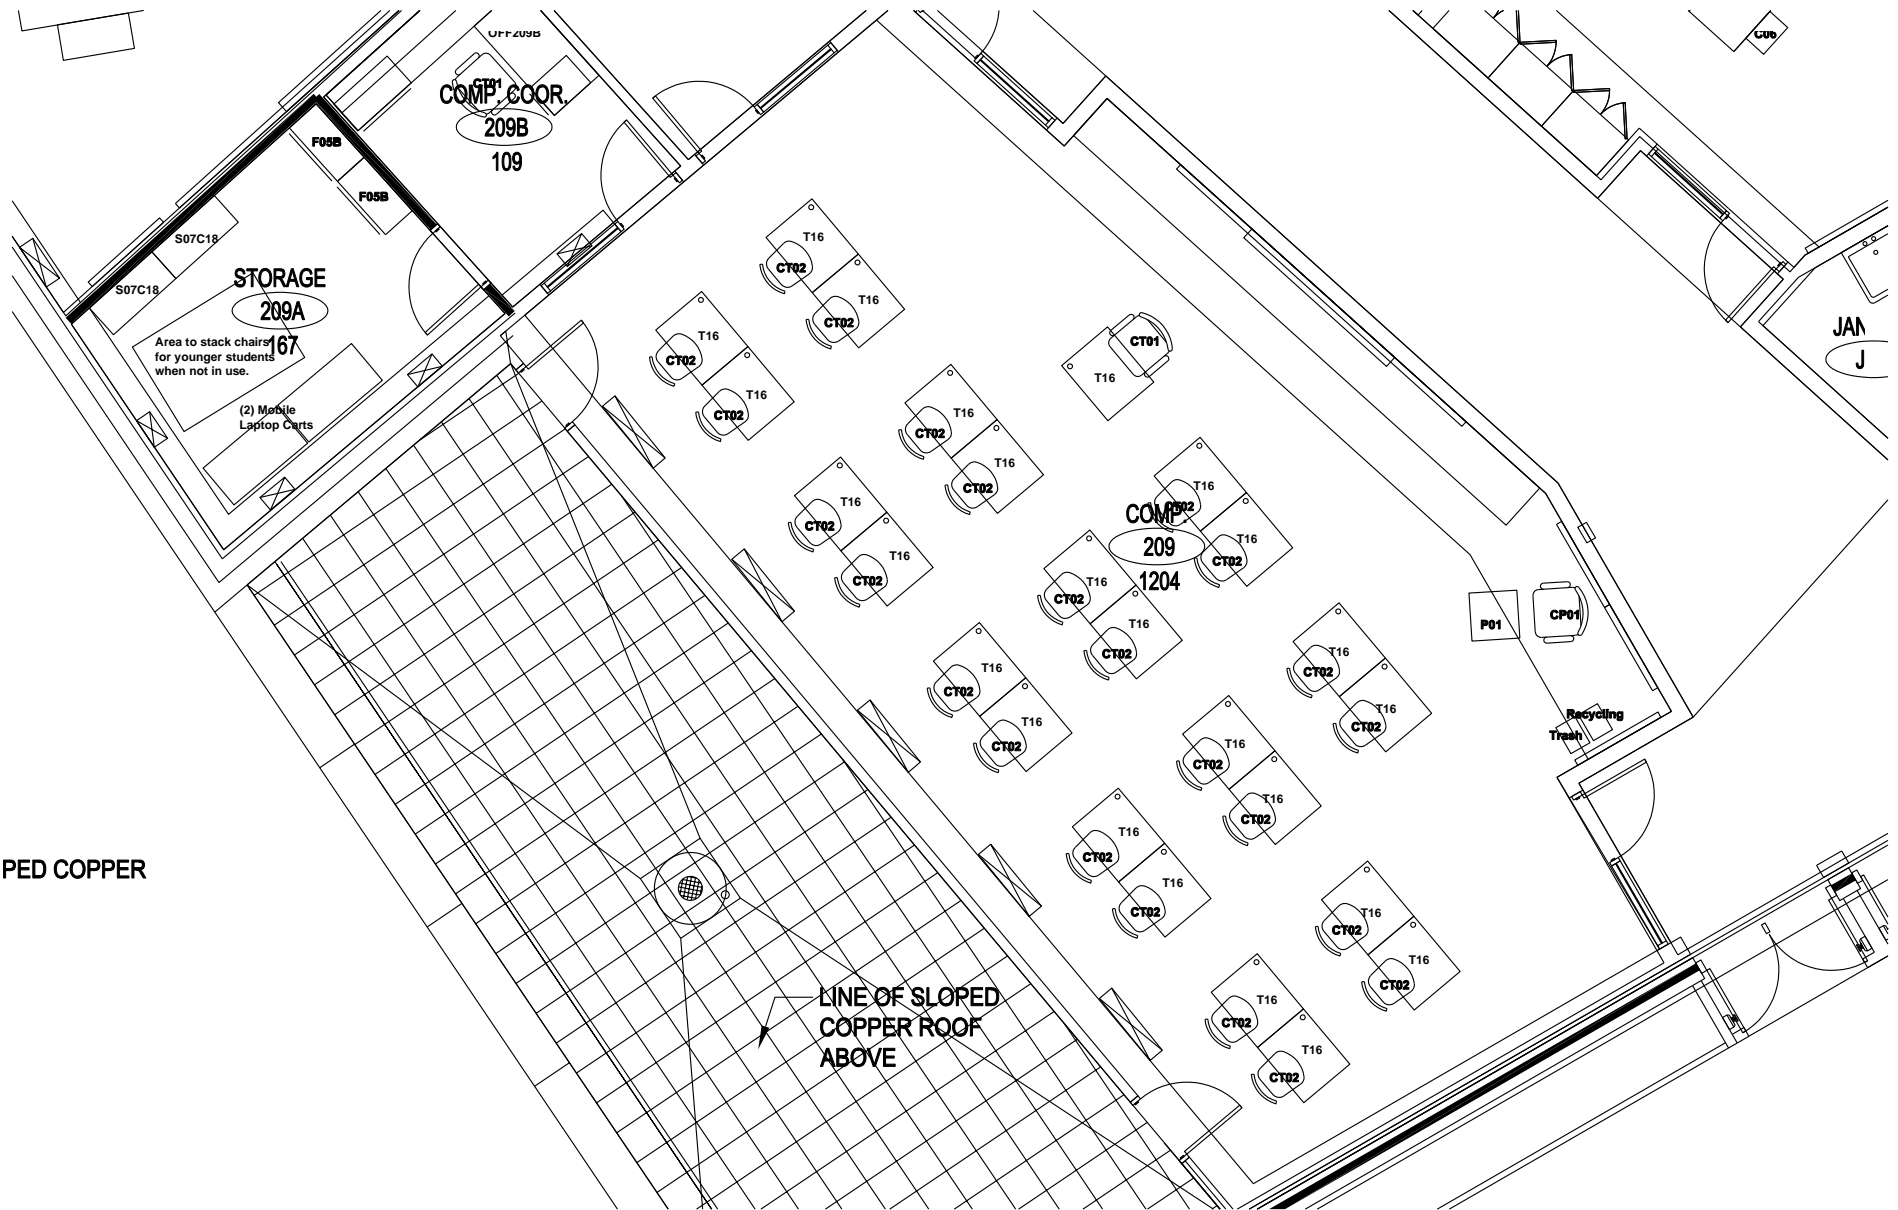 OFF209B
CT01
COMP. COOR.
209B
109
C06
F05B
F05B
S07C18
S07C18
STORAGE
209A
167
Area to stack chairs
for younger students
when not in use.
(2) Mobile
Laptop Carts
JAN
J
T16
CT02
T16
CT02
T16
CT02
T16
CT02
CT01
T16
T16
CT02
T16
CT02
T16
CT02
T16
CT02
T16
CT02
T16
CT02
COMP.
209
1204
T16
CT02
T16
CT02
T16
CT02
T16
CT02
T16
CT02
T16
CT02
P01
CP01
Recycling
Trash
T16
CT02
T16
CT02
T16
CT02
T16
CT02
T16
CT02
T16
CT02
T16
CT02
T16
CT02
PED COPPER
LINE OF SLOPED
COPPER ROOF
ABOVE